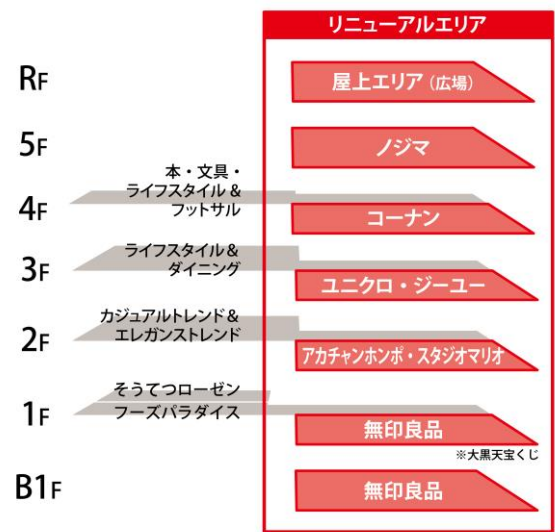 リニューアルエリア
RF
屋上エリア（広場）
5F
ノジマ
本・文具・
ライフスタイル＆
フットサル
4F
コーナン
ライフスタイル＆
ダイニング
3F
ユニクロ・ジーユー
カジュアルトレンド＆
エレガンストレンド
2F
アカチャンホンポ・スタジオマリオ
そうてつローゼン
フーズパラダイス
1F
無印良品
※大黒天宝くじ
B1F
無印良品